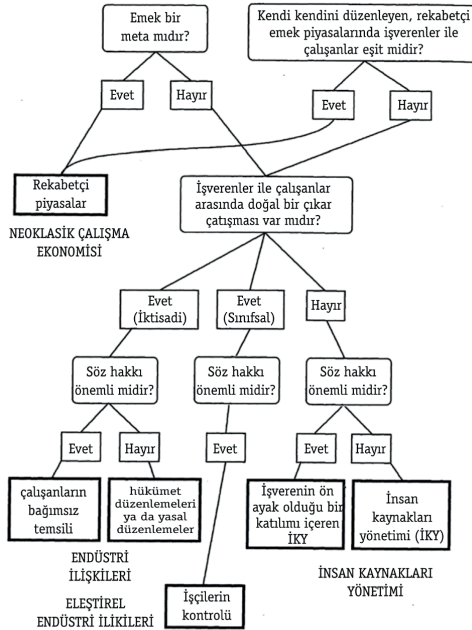 Emek bir
meta mıdır?
Kendi kendini düzenleyen, rekabetçi
emek piyasalarında işverenler ile
çalışanlar eşit midir?
Evet
Hayır
Evet
Hayır
Rekabetçi
piyasalar
NEOKLASİK ÇALIŞMA
EKONOMİSİ
İşverenler ile çalışanlar
arasında doğal bir çıkar
çatışması var mıdır?
Evet
(İktisadi)
Evet
(Sınıfsal)
Hayır
Söz hakkı
önemli midir?
Söz hakkı
önemli midir?
Söz hakkı
önemli midir?
Evet
Hayır
Evet
Evet
Hayır
çalışanların
bağımsız
temsili
hükümet
düzenlemeleri
ya da yasal
düzenlemeler
İşverenin ön
ayak olduğu bir
katılımı içeren
İKY
İnsan
kaynakları
yönetimi (İKY)
ENDÜSTRİ
İLİŞKİLERİ
İNSAN KAYNAKLARI
YÖNETİMİ
ELEŞTİREL
ENDÜSTRİ İLİKİLERİ
İşçilerin
kontrolü